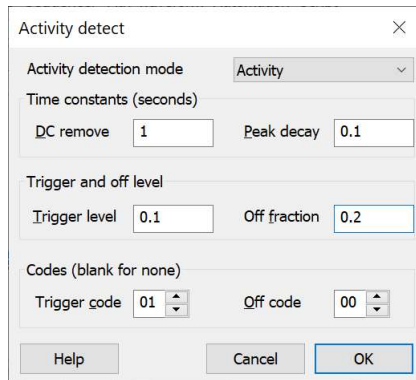 Activity detect
Activity detection mode Activity
Time constants (seconds)
DC remove 1 Peak decay 0.1
Trigger and off level
Trigger level 0.1 Off fraction 0.2
Codes (blank for none)
Trigger code 01 Off code 00
Help Cancel OK